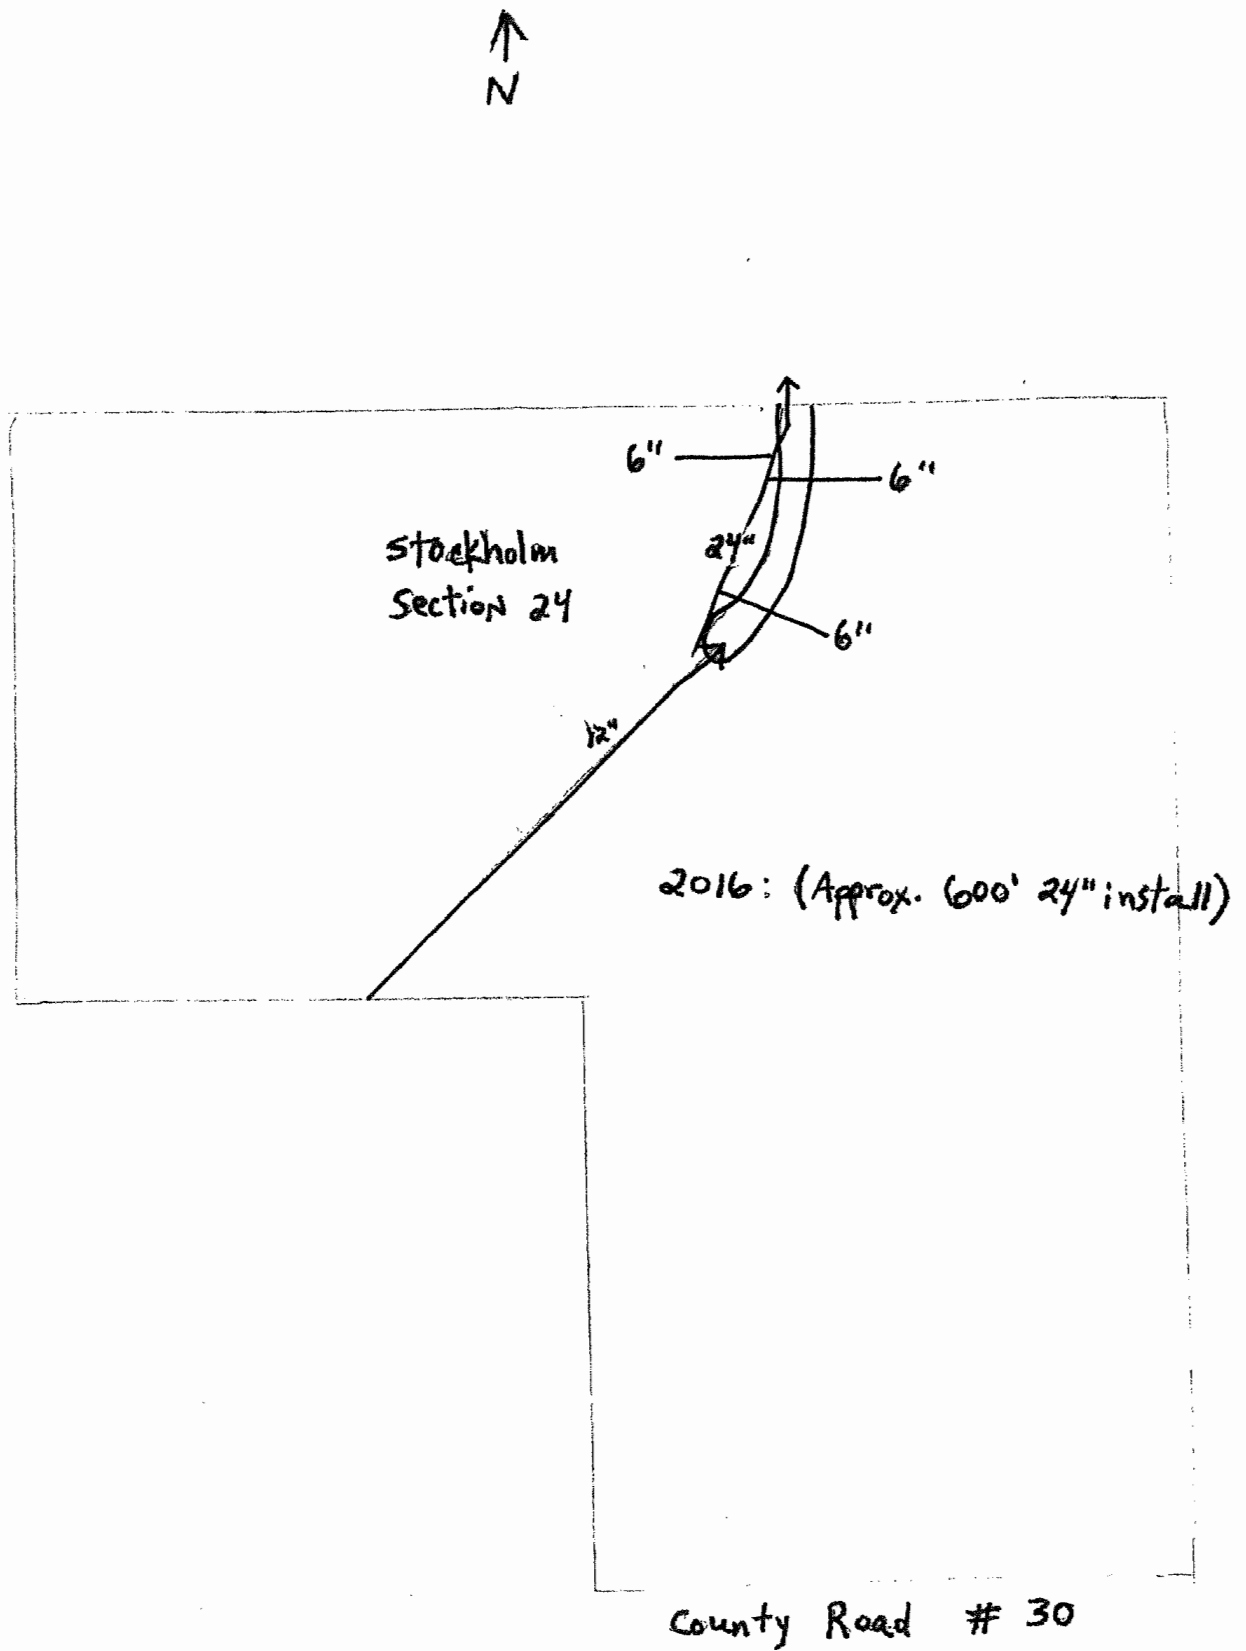 N
6"
6"
24"
Stockholm
Section 24
6"
12"
2016: (Approx. 600' 24" install)
County Road # 30